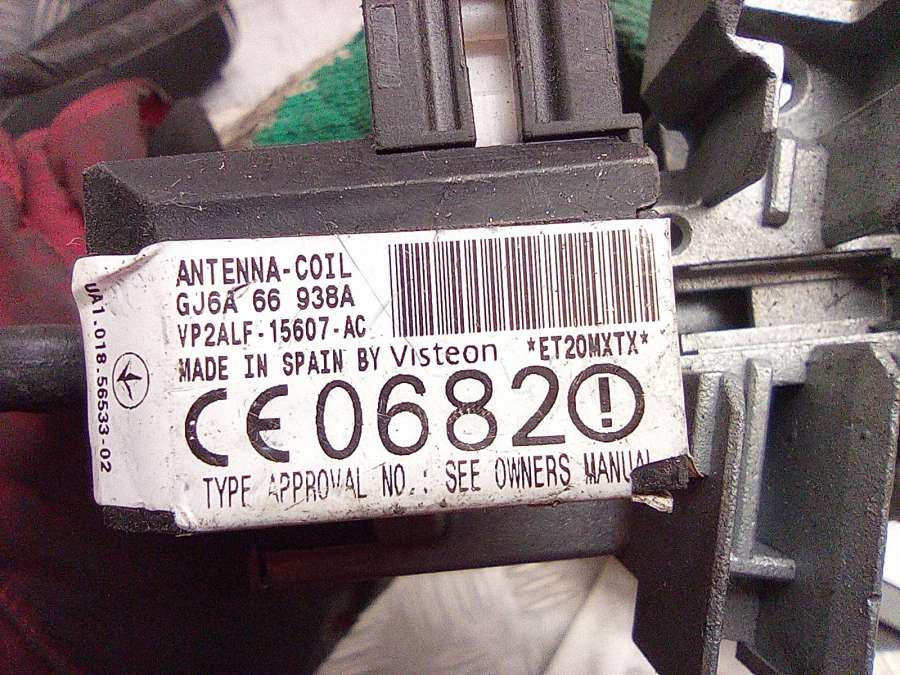 ANTENNA-COIL
GJ6A 66 938A
VP2ALF-15607-AC
MADE IN SPAIN BY Visteon *ET20MXTX*
CE0682
TYPE APPROVAL NO.: SEE OWNERS MANUAL
UA1.018.56533-02